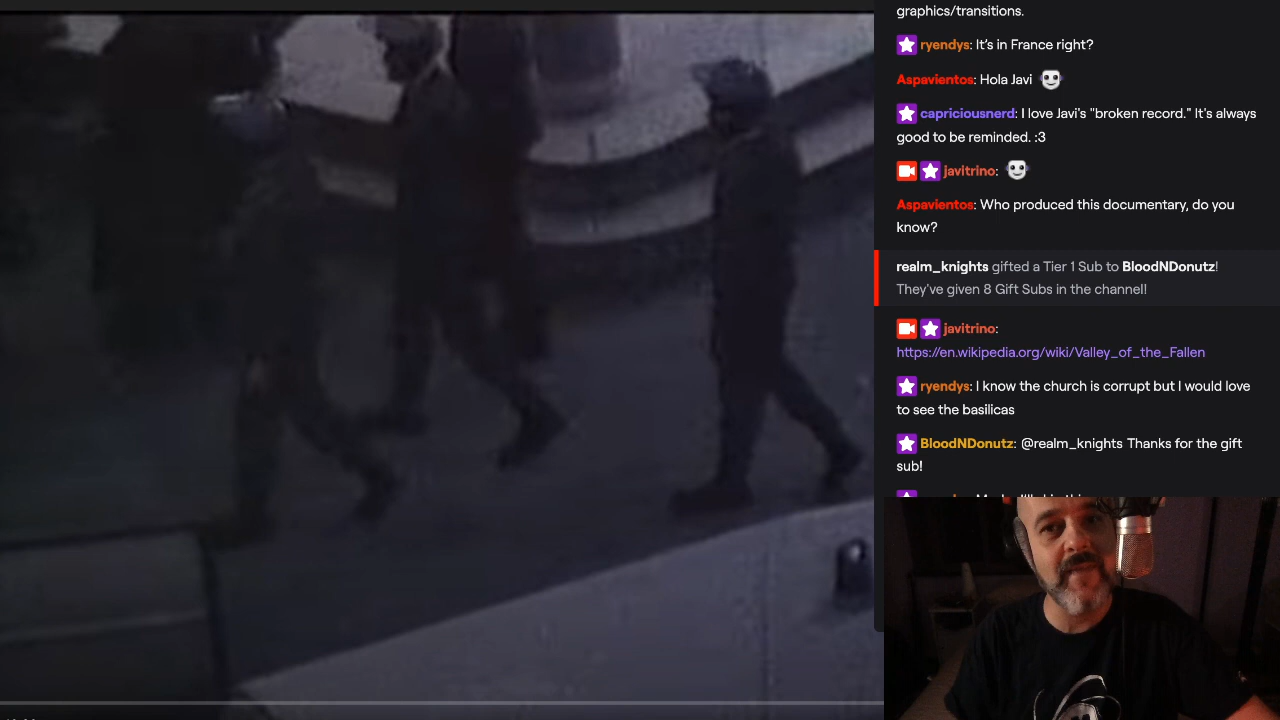 graphics/transitions.
ryendys: It's in France right?
Aspavientos: Hola Javi
capriciousnerd: I love Javi's "broken record." It's always
good to be reminded. :3
javitrino:
Aspavientos: Who produced this documentary, do you
know?
realm_knights gifted a Tier 1 Sub to BloodNDonutz!
They've given 8 Gift Subs in the channel!
javitrino:
https://en.wikipedia.org/wiki/Valley_of_the_Fallen
ryendys: I know the church is corrupt but I would love
to see the basilicas
BloodNDonutz: @realm_knights Thanks for the gift
sub!